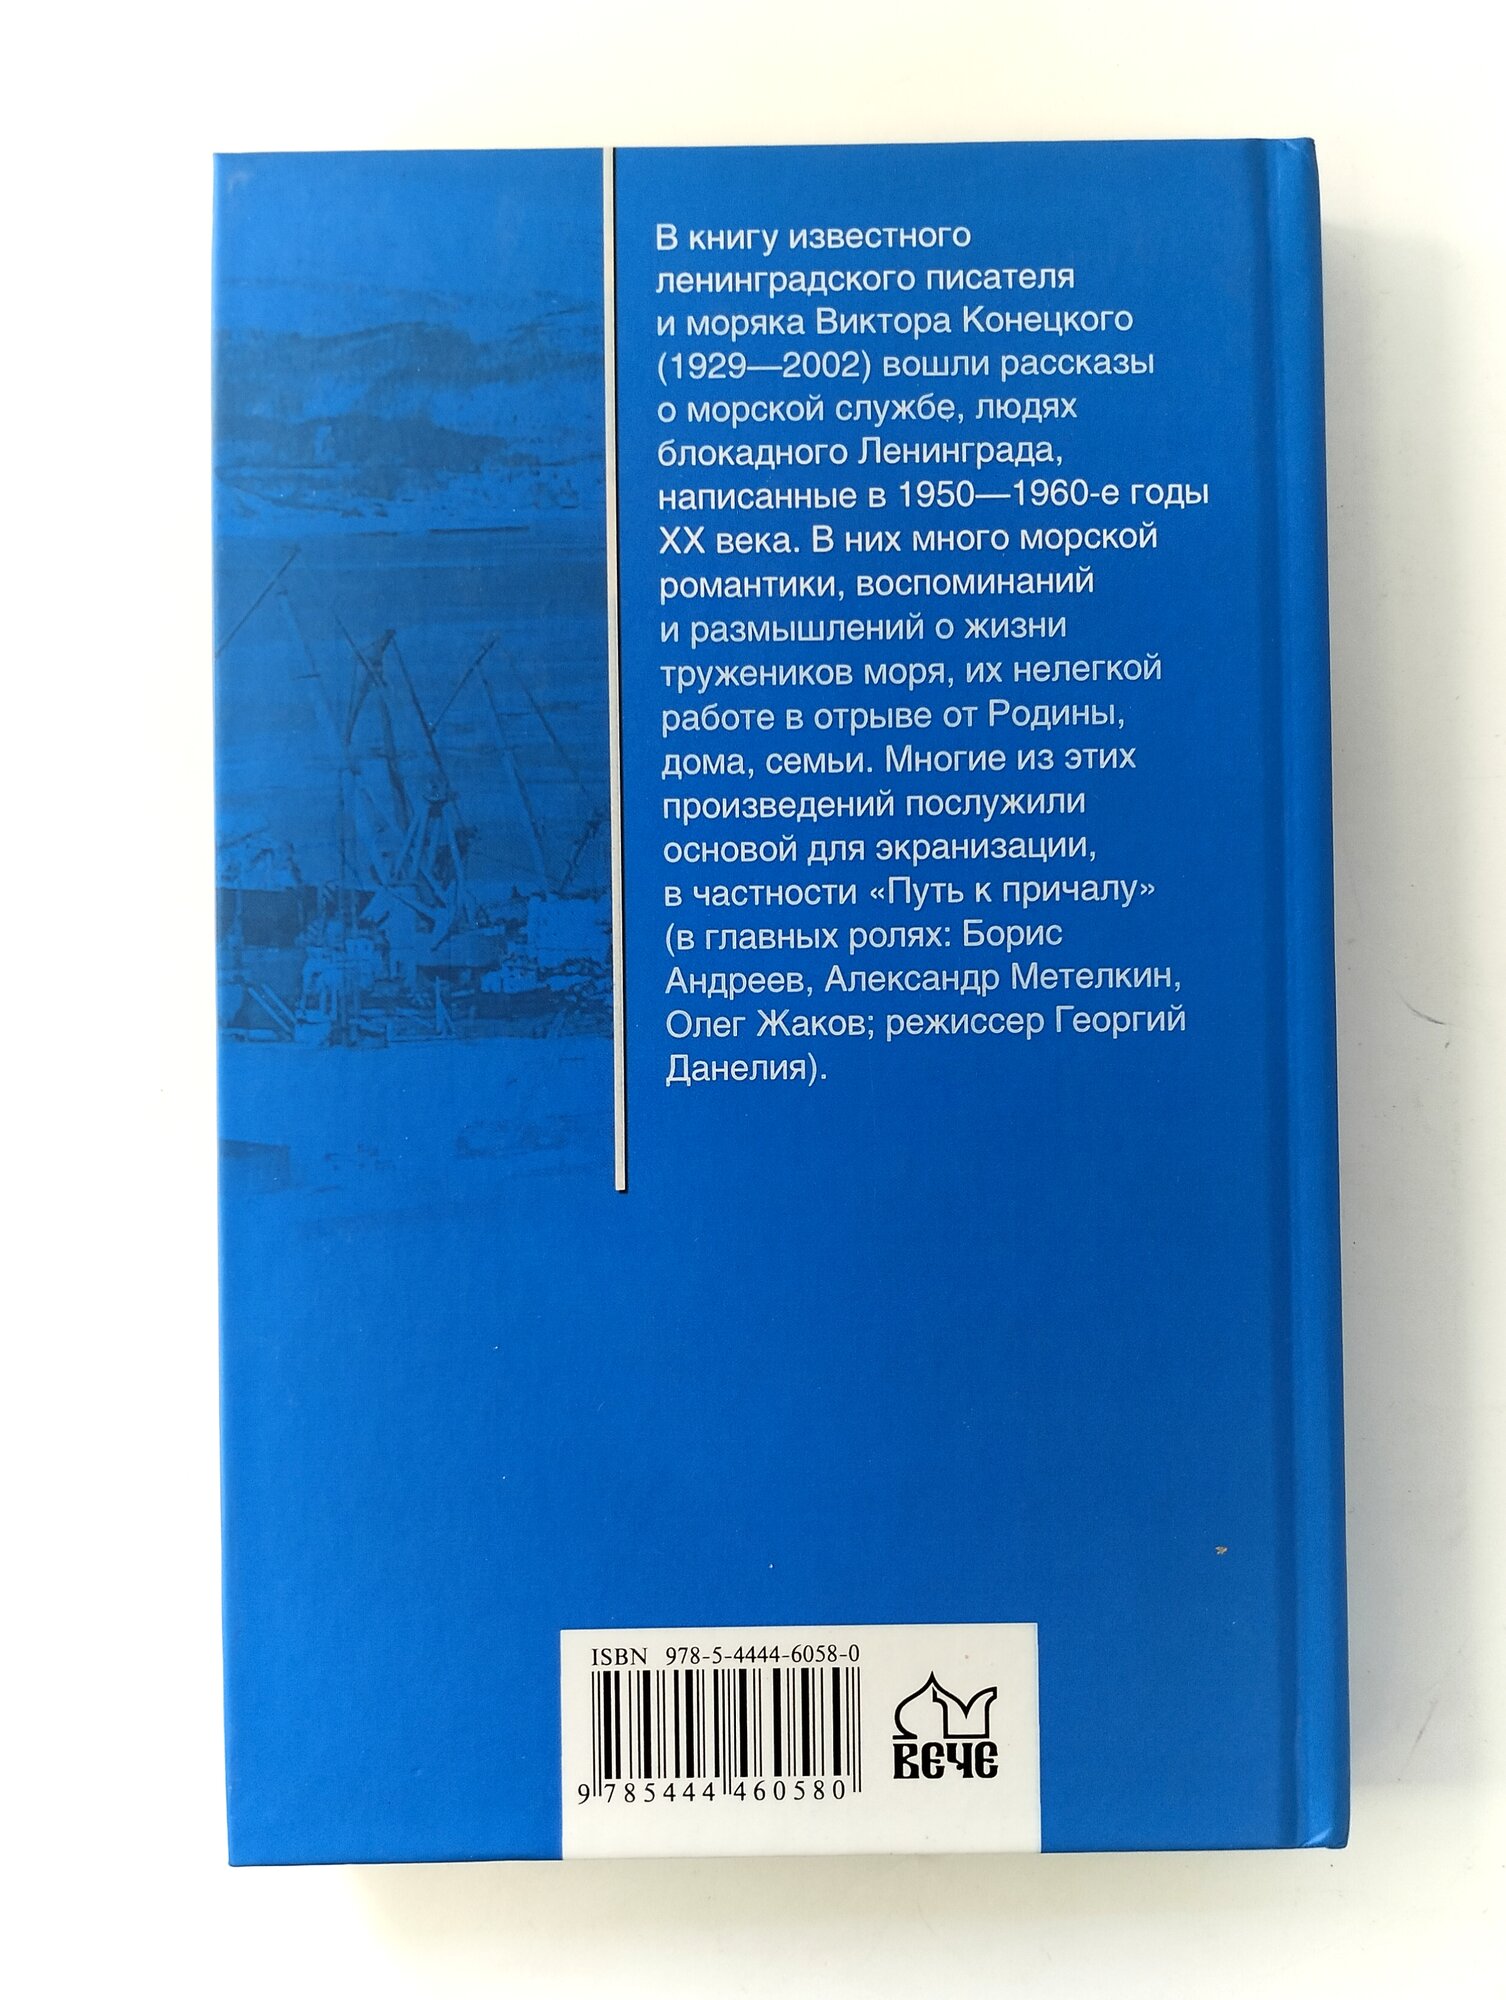 В книгу известного
ленинградского писателя
и моряка Виктора Конецкого
(1929—2002) вошли рассказы
о морской службе, людях
блокадного Ленинграда,
написанные в 1950—1960-е годы
XX века. В них много морской
романтики, воспоминаний
и размышлений о жизни
тружеников моря, их нелегкой
работе в отрыве от Родины,
дома, семьи. Многие из этих
произведений послужили
основой для экранизации,
в частности «Путь к причалу»
(в главных ролях: Борис
Андреев, Александр Метелкин,
Олег Жаков; режиссер Георгий
Данелия).
ISBN 978-5-4444-6058-0
9 785444 460580
ВЕЧЕ